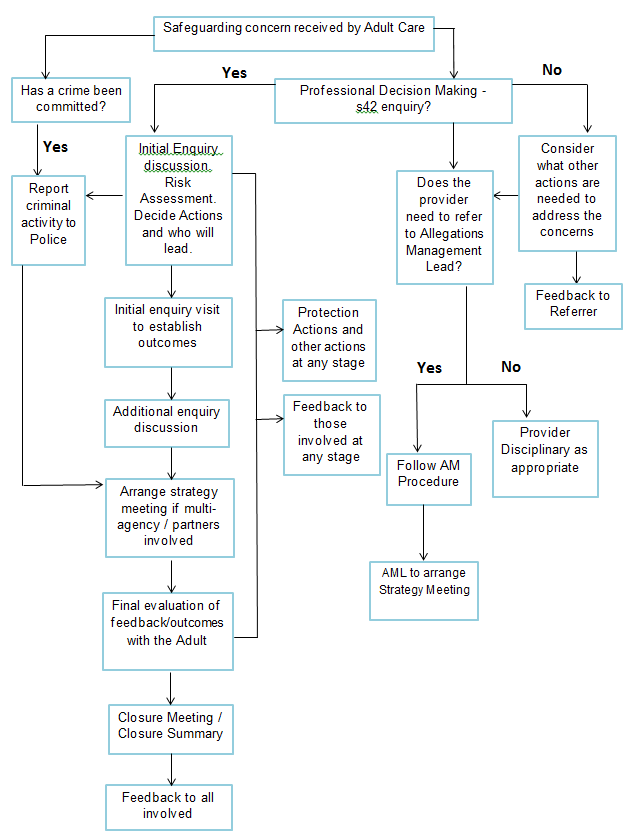 Safeguarding concern received by Adult Care
Has a crime been
committed?
Yes
Professional Decision Making -
s42 enquiry?
No
Yes
Report
criminal
activity to
Police
Initial Enquiry
discussion.
Risk
Assessment.
Decide Actions
and who will
lead.
Does the
provider
need to refer
to Allegations
Management
Lead?
Consider
what other
actions are
needed to
address the
concerns
Feedback to
Referrer
Initial enquiry visit
to establish
outcomes
Protection
Actions and
other actions
at any stage
Additional enquiry
discussion
Feedback to
those
involved at
any stage
Yes
No
Follow AM
Procedure
Provider
Disciplinary as
appropriate
Arrange strategy
meeting if multi-
agency / partners
involved
AML to arrange
Strategy Meeting
Final evaluation of
feedback/outcomes
with the Adult
Closure Meeting /
Closure Summary
Feedback to all
involved